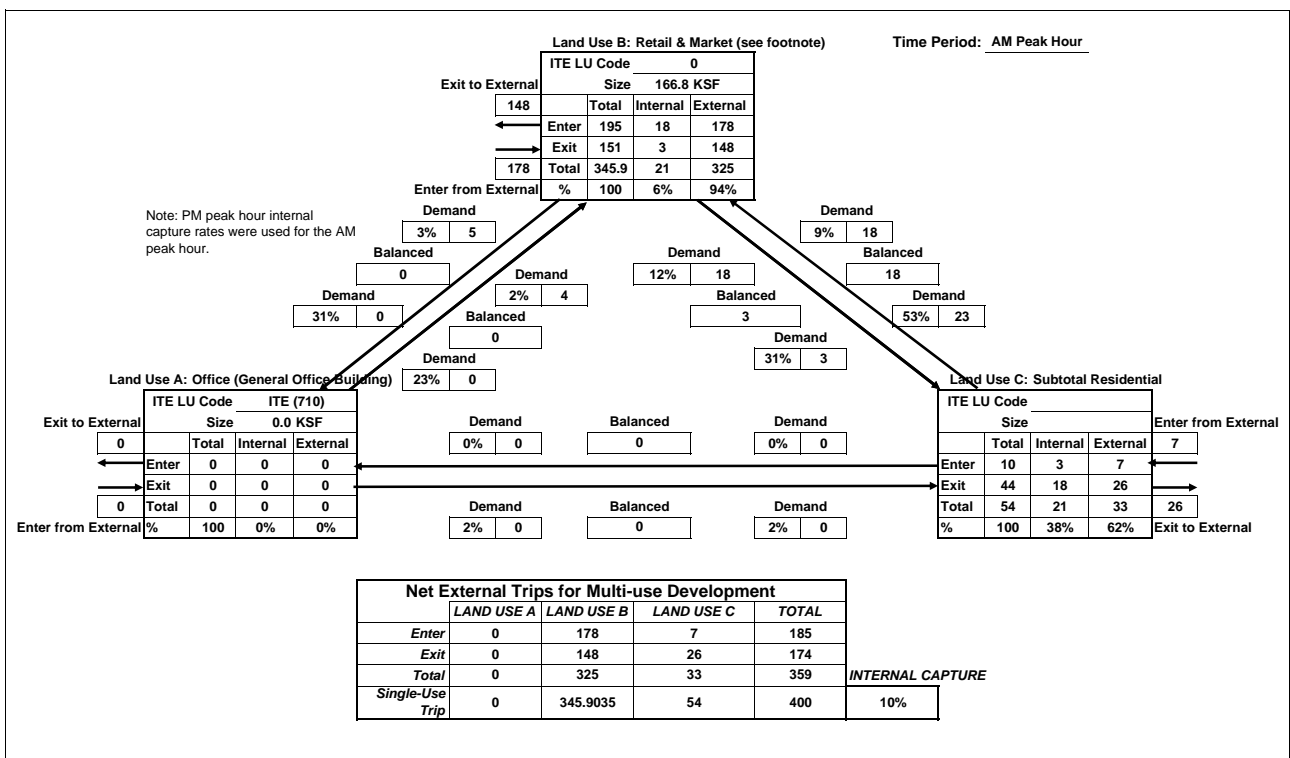 Land Use B: Retail & Market (see footnote)
Time Period: AM Peak Hour
ITE LU Code 0
Exit to External Size 166.8 KSF
148 Total Internal External
Enter 195 18 178
Exit 151 3 148
178 Total 345.9 21 325
Enter from External % 100 6% 94%
Note: PM peak hour internal
capture rates were used for the AM
peak hour.
Demand
3% 5
Balanced
0
Demand
31% 0
Demand
2% 4
Balanced
0
Demand
23% 0
Demand
12% 18
Balanced
3
Demand
31% 3
Demand
9% 18
Balanced
18
Demand
53% 23
Land Use A: Office (General Office Building)
ITE LU Code ITE (710)
Exit to External Size 0.0 KSF
0 Total Internal External
Enter 0 0 0
Exit 0 0 0
0 Total 0 0 0
Enter from External % 100 0% 0%
Demand Balanced Demand
0% 0 0 0% 0
Demand Balanced Demand
2% 0 0 2% 0
Land Use C: Subtotal Residential
ITE LU Code
Size Enter from External
Total Internal External 7
Enter 10 3 7
Exit 44 18 26
Total 54 21 33 26
% 100 38% 62% Exit to External
Net External Trips for Multi-use Development
LAND USE A LAND USE B LAND USE C TOTAL
Enter 0 178 7 185
Exit 0 148 26 174
Total 0 325 33 359 INTERNAL CAPTURE
Single-Use
Trip 0 345.9035 54 400 10%